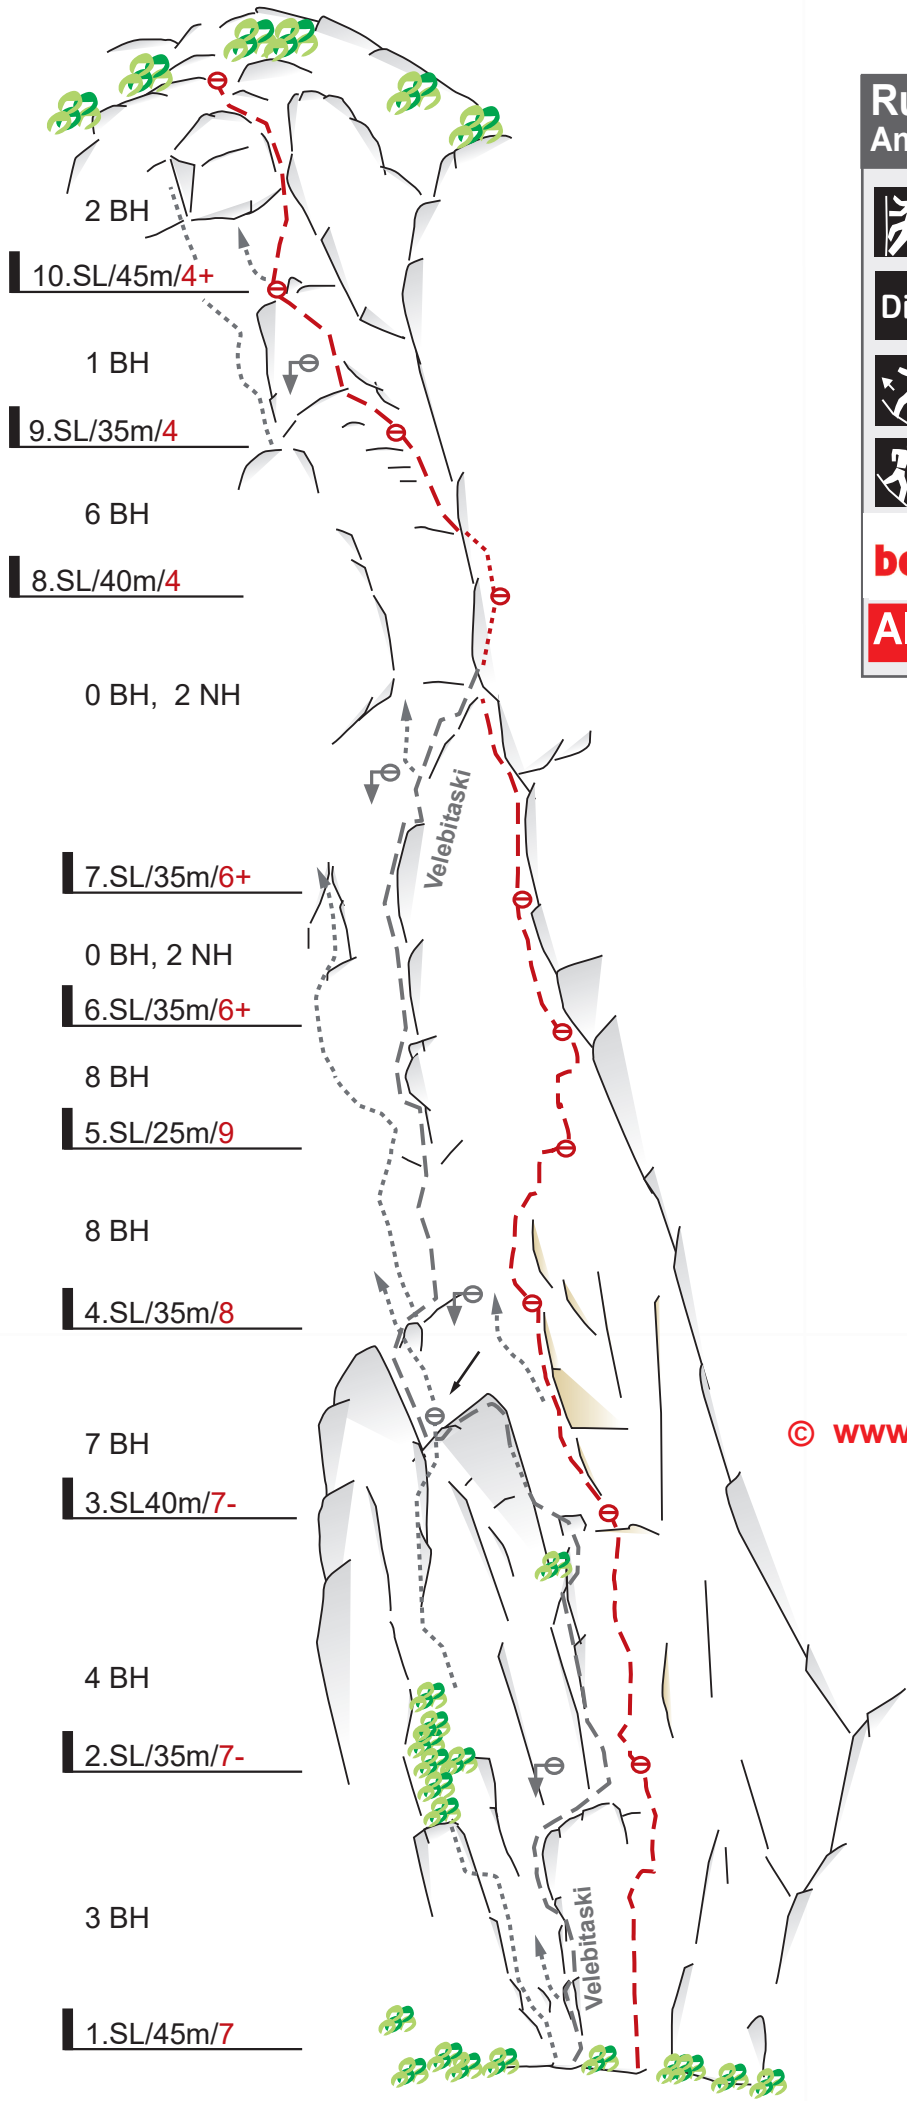 2 BH
10.SL/45m/4+
1 BH
9.SL/35m/4
6 BH
8.SL/40m/4
0 BH, 2 NH
Velebitaski
7.SL/35m/6+
0 BH, 2 NH
6.SL/35m/6+
8 BH
5.SL/25m/9
8 BH
4.SL/35m/8
7 BH
3.SL40m/7-
4 BH
2.SL/35m/7-
3 BH
Velebitaski
1.SL/45m/7
Ru
An
Di
be
© www